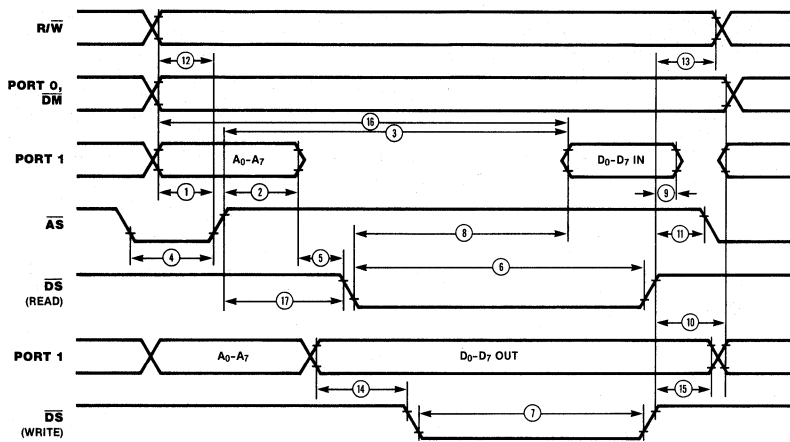 R/W̅
12
13
PORT 0,
D̅M̅
16
3
PORT 1
A₀–A₇
D₀–D₇ IN
1
2
9
A̅S̅
8
11
4
5
6
D̅S̅
(READ)
17
10
PORT 1
A₀–A₇
D₀–D₇ OUT
14
15
7
D̅S̅
(WRITE)